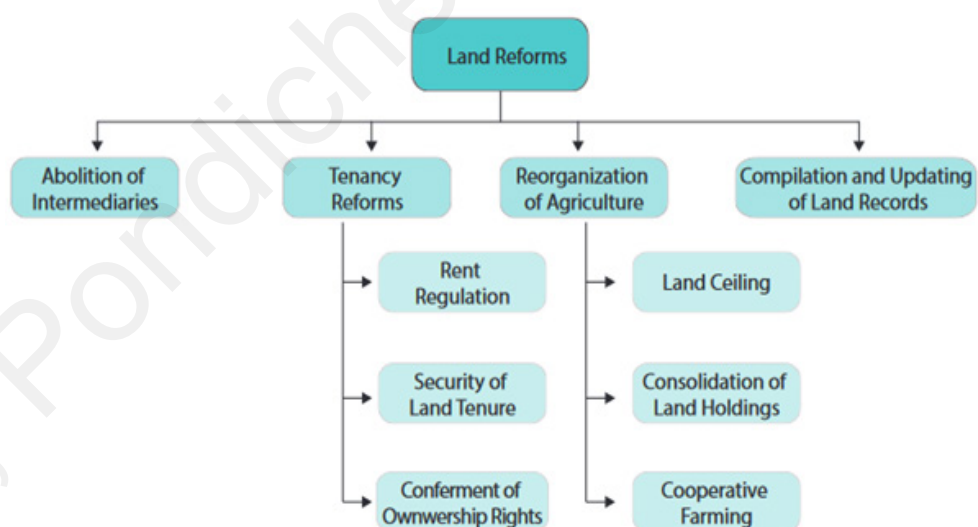 Land Reforms
Abolition of
Intermediaries
Tenancy
Reforms
Reorganization
of Agriculture
Compilation and Updating
of Land Records
Rent
Regulation
Security of
Land Tenure
Conferment of
Ownwership Rights
Land Ceiling
Consolidation of
Land Holdings
Cooperative
Farming